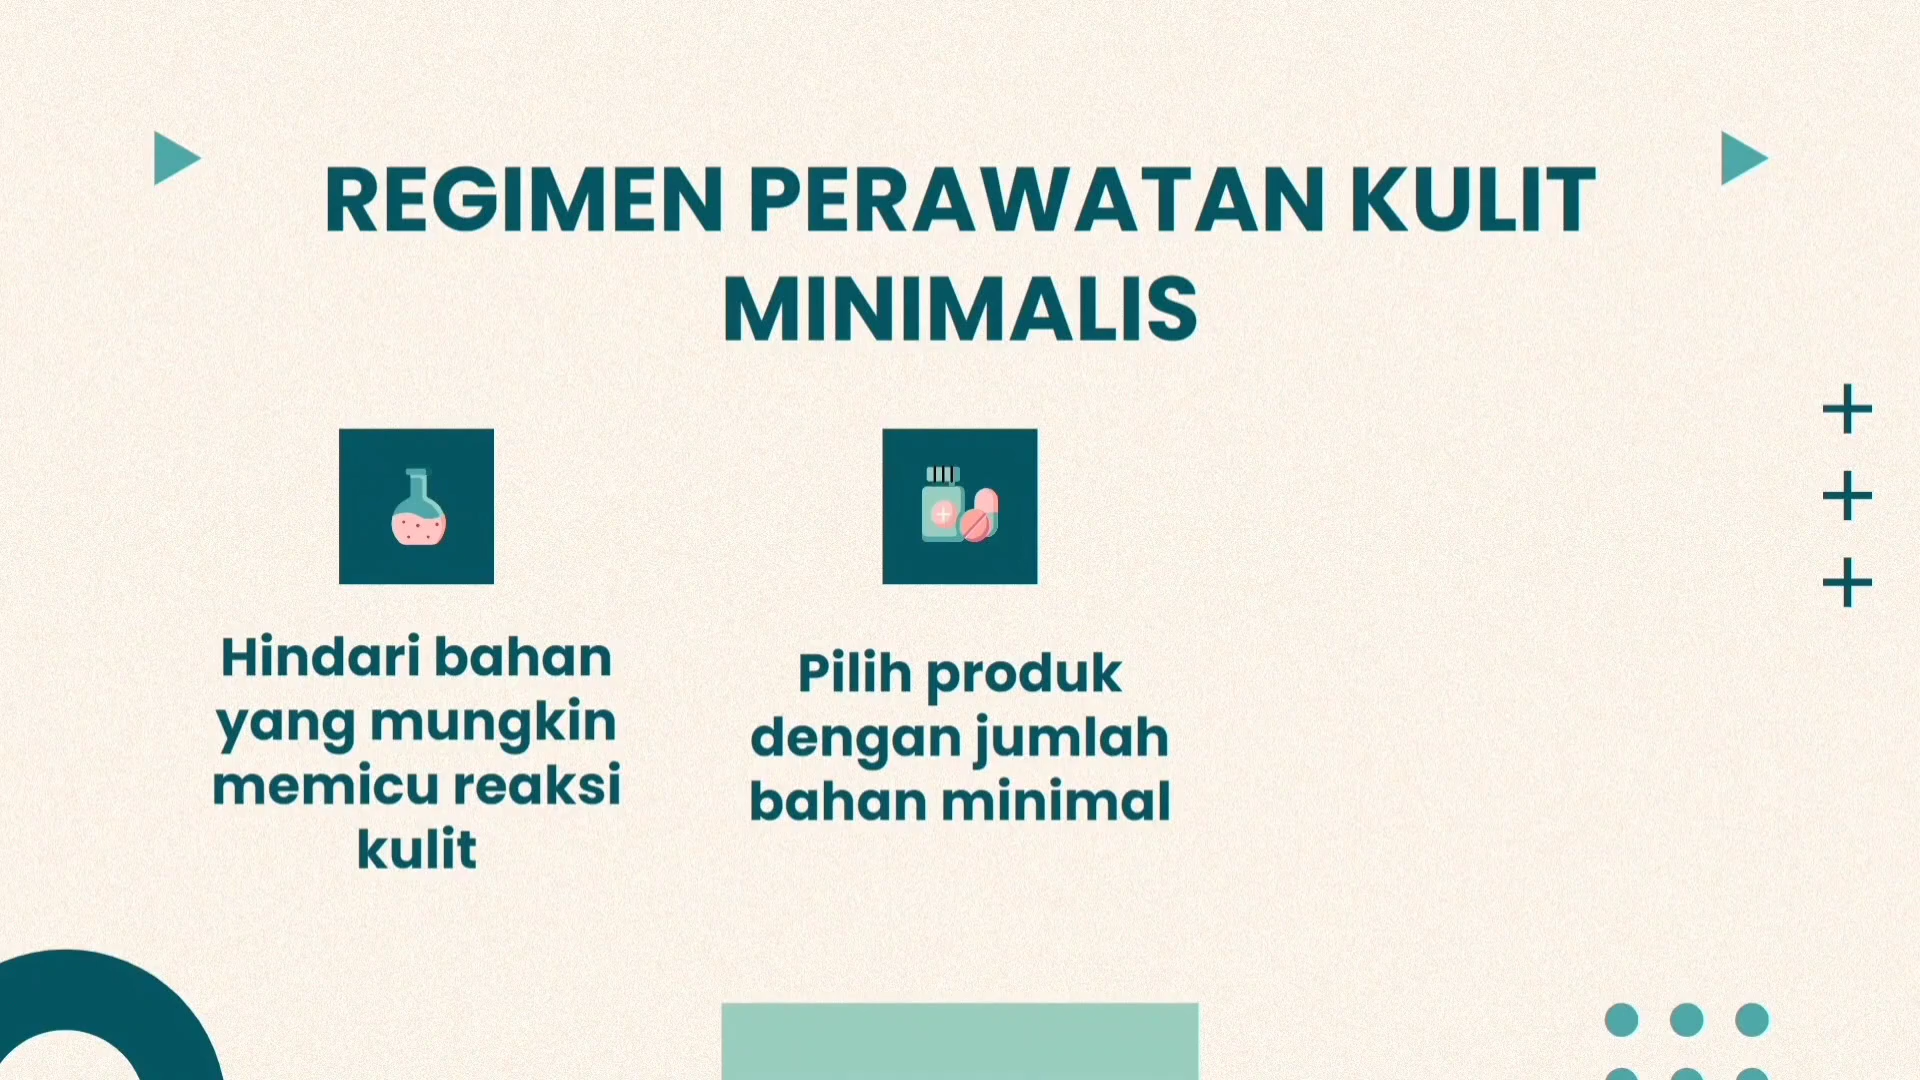 REGIMEN PERAWATAN KULIT
MINIMALIS
Hindari bahan
yang mungkin
memicu reaksi
kulit
Pilih produk
dengan jumlah
bahan minimal